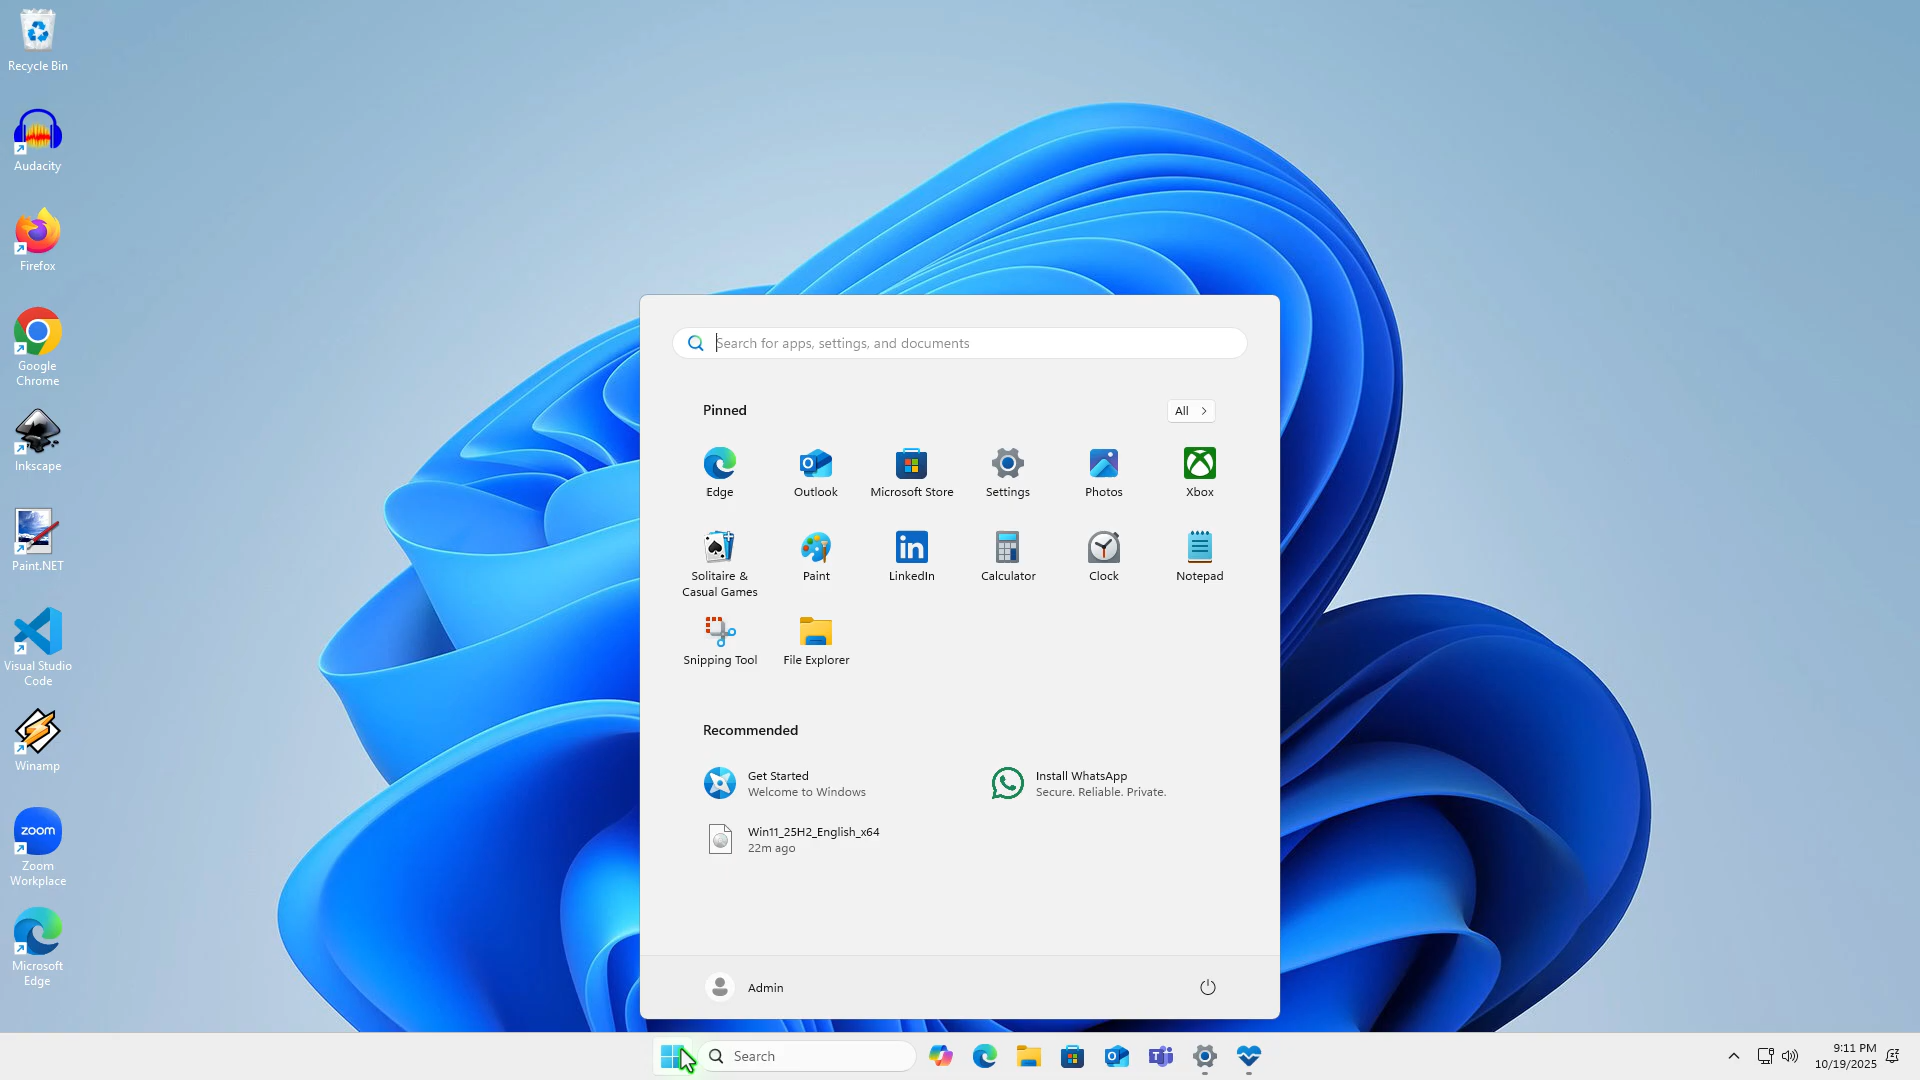 Recycle Bin
Audacity
Firefox
Google
Chrome
Inkscape
Paint.NET
Visual Studio
Code
Winamp
zoom
Zoom
Workplace
Microsoft
Edge
Search for apps, settings, and documents
Pinned
All
Edge
Outlook
Microsoft Store
Settings
Photos
Xbox
Solitaire &
Casual Games
Paint
LinkedIn
Calculator
Clock
Notepad
Snipping Tool
File Explorer
Recommended
Get Started
Welcome to Windows
Install WhatsApp
Secure. Reliable. Private.
Win11_25H2_English_x64
22m ago
Admin
Search
9:11 PM
10/19/2025